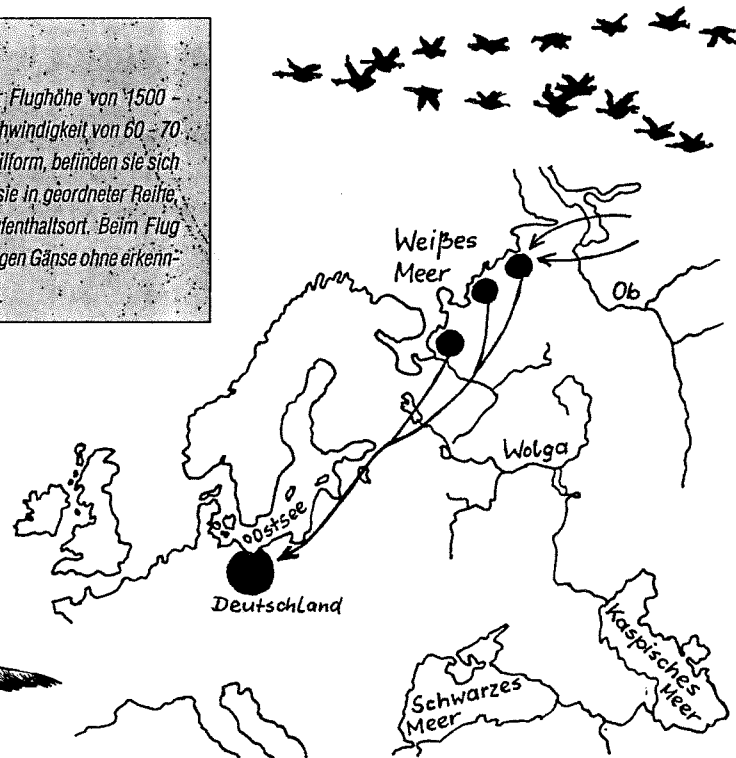 Flughöhe von 1500 -
hwindigkeit von 60 - 70
ilform, befinden sie sich
sie in geordneter Reihe,
fenthaltsort. Beim Flug
gen Gänse ohne erkenn-
Weißes
Meer
Ob
Wolga
Ostsee
Deutschland
Kaspisches
Meer
Schwarzes
Meer